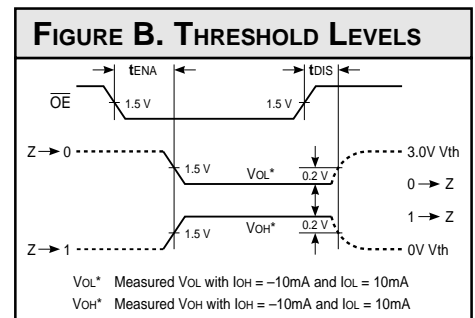 FIGURE B. THRESHOLD LEVELS
tENA tDIS
OE 1.5 V 1.5 V
Z 0 3.0V Vth
1.5 V VOL* 0.2 V
0 Z
1 Z
1.5 V VOH* 0.2 V
Z 1 0V Vth
VOL* Measured VOL with IOH = –10mA and IOL = 10mA
VOH* Measured VOH with IOH = –10mA and IOL = 10mA